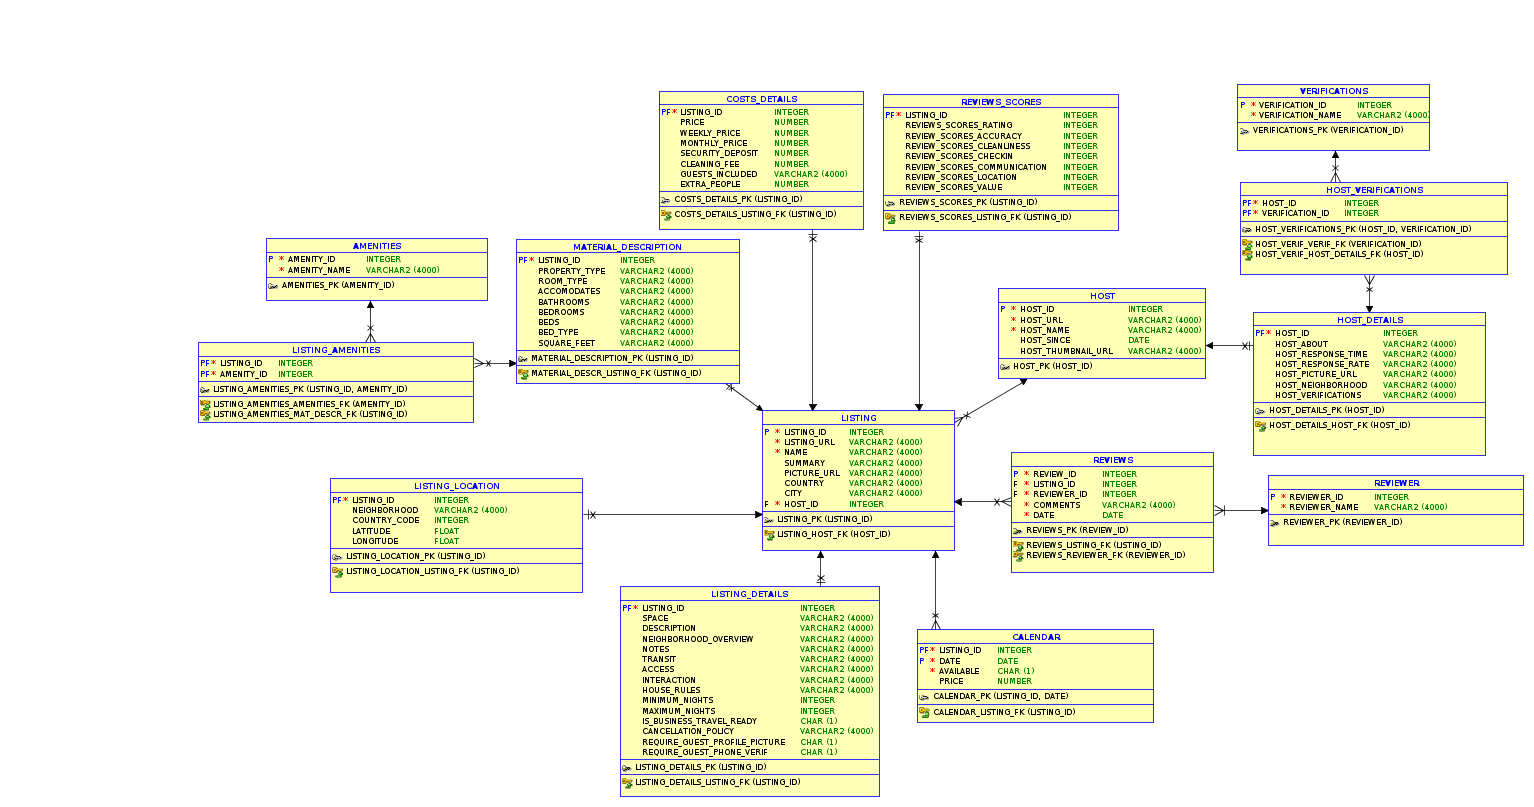 COSTS_DETAILS
PF * LISTING_ID INTEGER
PRICE NUMBER
WEEKLY_PRICE NUMBER
MONTHLY_PRICE NUMBER
SECURITY_DEPOSIT NUMBER
CLEANING_FEE NUMBER
GUESTS_INCLUDED VARCHAR2 (4000)
EXTRA_PEOPLE NUMBER
COSTS_DETAILS_PK (LISTING_ID)
COSTS_DETAILS_LISTING_FK (LISTING_ID)
REVIEWS_SCORES
PF * LISTING_ID INTEGER
REVIEWS_SCORES_RATING INTEGER
REVIEW_SCORES_ACCURACY INTEGER
REVIEW_SCORES_CLEANLINESS INTEGER
REVIEW_SCORES_CHECKIN INTEGER
REVIEW_SCORES_COMMUNICATION INTEGER
REVIEW_SCORES_LOCATION INTEGER
REVIEW_SCORES_VALUE INTEGER
REVIEWS_SCORES_PK (LISTING_ID)
REVIEWS_SCORES_LISTING_FK (LISTING_ID)
VERIFICATIONS
P * VERIFICATION_ID INTEGER
* VERIFICATION_NAME VARCHAR2 (4000)
VERIFICATIONS_PK (VERIFICATION_ID)
HOST_VERIFICATIONS
PF * HOST_ID INTEGER
PF * VERIFICATION_ID INTEGER
HOST_VERIFICATIONS_PK (HOST_ID, VERIFICATION_ID)
HOST_VERIF_VERIF_FK (VERIFICATION_ID)
HOST_VERIF_HOST_DETAILS_FK (HOST_ID)
AMENITIES
P * AMENITY_ID INTEGER
* AMENITY_NAME VARCHAR2 (4000)
AMENITIES_PK (AMENITY_ID)
MATERIAL_DESCRIPTION
PF * LISTING_ID INTEGER
PROPERTY_TYPE VARCHAR2 (4000)
ROOM_TYPE VARCHAR2 (4000)
ACCOMODATES VARCHAR2 (4000)
BATHROOMS VARCHAR2 (4000)
BEDROOMS VARCHAR2 (4000)
BEDS VARCHAR2 (4000)
BED_TYPE VARCHAR2 (4000)
SQUARE_FEET VARCHAR2 (4000)
MATERIAL_DESCRIPTION_PK (LISTING_ID)
MATERIAL_DESCR_LISTING_FK (LISTING_ID)
HOST
P * HOST_ID INTEGER
* HOST_URL VARCHAR2 (4000)
* HOST_NAME VARCHAR2 (4000)
HOST_SINCE DATE
HOST_THUMBNAIL_URL VARCHAR2 (4000)
HOST_PK (HOST_ID)
HOST_DETAILS
PF * HOST_ID INTEGER
HOST_ABOUT VARCHAR2 (4000)
HOST_RESPONSE_TIME VARCHAR2 (4000)
HOST_RESPONSE_RATE VARCHAR2 (4000)
HOST_PICTURE_URL VARCHAR2 (4000)
HOST_NEIGHBORHOOD VARCHAR2 (4000)
HOST_VERIFICATIONS VARCHAR2 (4000)
HOST_DETAILS_PK (HOST_ID)
HOST_DETAILS_HOST_FK (HOST_ID)
LISTING_AMENITIES
PF * LISTING_ID INTEGER
PF * AMENITY_ID INTEGER
LISTING_AMENITIES_PK (LISTING_ID, AMENITY_ID)
LISTING_AMENITIES_AMENITIES_FK (AMENITY_ID)
LISTING_AMENITIES_MAT_DESCR_FK (LISTING_ID)
LISTING
P * LISTING_ID INTEGER
* LISTING_URL VARCHAR2 (4000)
* NAME VARCHAR2 (4000)
SUMMARY VARCHAR2 (4000)
PICTURE_URL VARCHAR2 (4000)
COUNTRY VARCHAR2 (4000)
CITY VARCHAR2 (4000)
F * HOST_ID INTEGER
LISTING_PK (LISTING_ID)
LISTING_HOST_FK (HOST_ID)
REVIEWS
P * REVIEW_ID INTEGER
F * LISTING_ID INTEGER
F * REVIEWER_ID INTEGER
* COMMENTS VARCHAR2 (4000)
* DATE DATE
REVIEWS_PK (REVIEW_ID)
REVIEWS_LISTING_FK (LISTING_ID)
REVIEWS_REVIEWER_FK (REVIEWER_ID)
REVIEWER
P * REVIEWER_ID INTEGER
* REVIEWER_NAME VARCHAR2 (4000)
REVIEWER_PK (REVIEWER_ID)
LISTING_LOCATION
PF * LISTING_ID INTEGER
NEIGHBORHOOD VARCHAR2 (4000)
COUNTRY_CODE INTEGER
LATITUDE FLOAT
LONGITUDE FLOAT
LISTING_LOCATION_PK (LISTING_ID)
LISTING_LOCATION_LISTING_FK (LISTING_ID)
LISTING_DETAILS
PF * LISTING_ID INTEGER
SPACE VARCHAR2 (4000)
DESCRIPTION VARCHAR2 (4000)
NEIGHBORHOOD_OVERVIEW VARCHAR2 (4000)
NOTES VARCHAR2 (4000)
TRANSIT VARCHAR2 (4000)
ACCESS VARCHAR2 (4000)
INTERACTION VARCHAR2 (4000)
HOUSE_RULES VARCHAR2 (4000)
MINIMUM_NIGHTS INTEGER
MAXIMUM_NIGHTS INTEGER
IS_BUSINESS_TRAVEL_READY CHAR (1)
CANCELLATION_POLICY VARCHAR2 (4000)
REQUIRE_GUEST_PROFILE_PICTURE CHAR (1)
REQUIRE_GUEST_PHONE_VERIF CHAR (1)
LISTING_DETAILS_PK (LISTING_ID)
LISTING_DETAILS_LISTING_FK (LISTING_ID)
CALENDAR
PF * LISTING_ID INTEGER
P * DATE DATE
* AVAILABLE CHAR (1)
PRICE NUMBER
CALENDAR_PK (LISTING_ID, DATE)
CALENDAR_LISTING_FK (LISTING_ID)